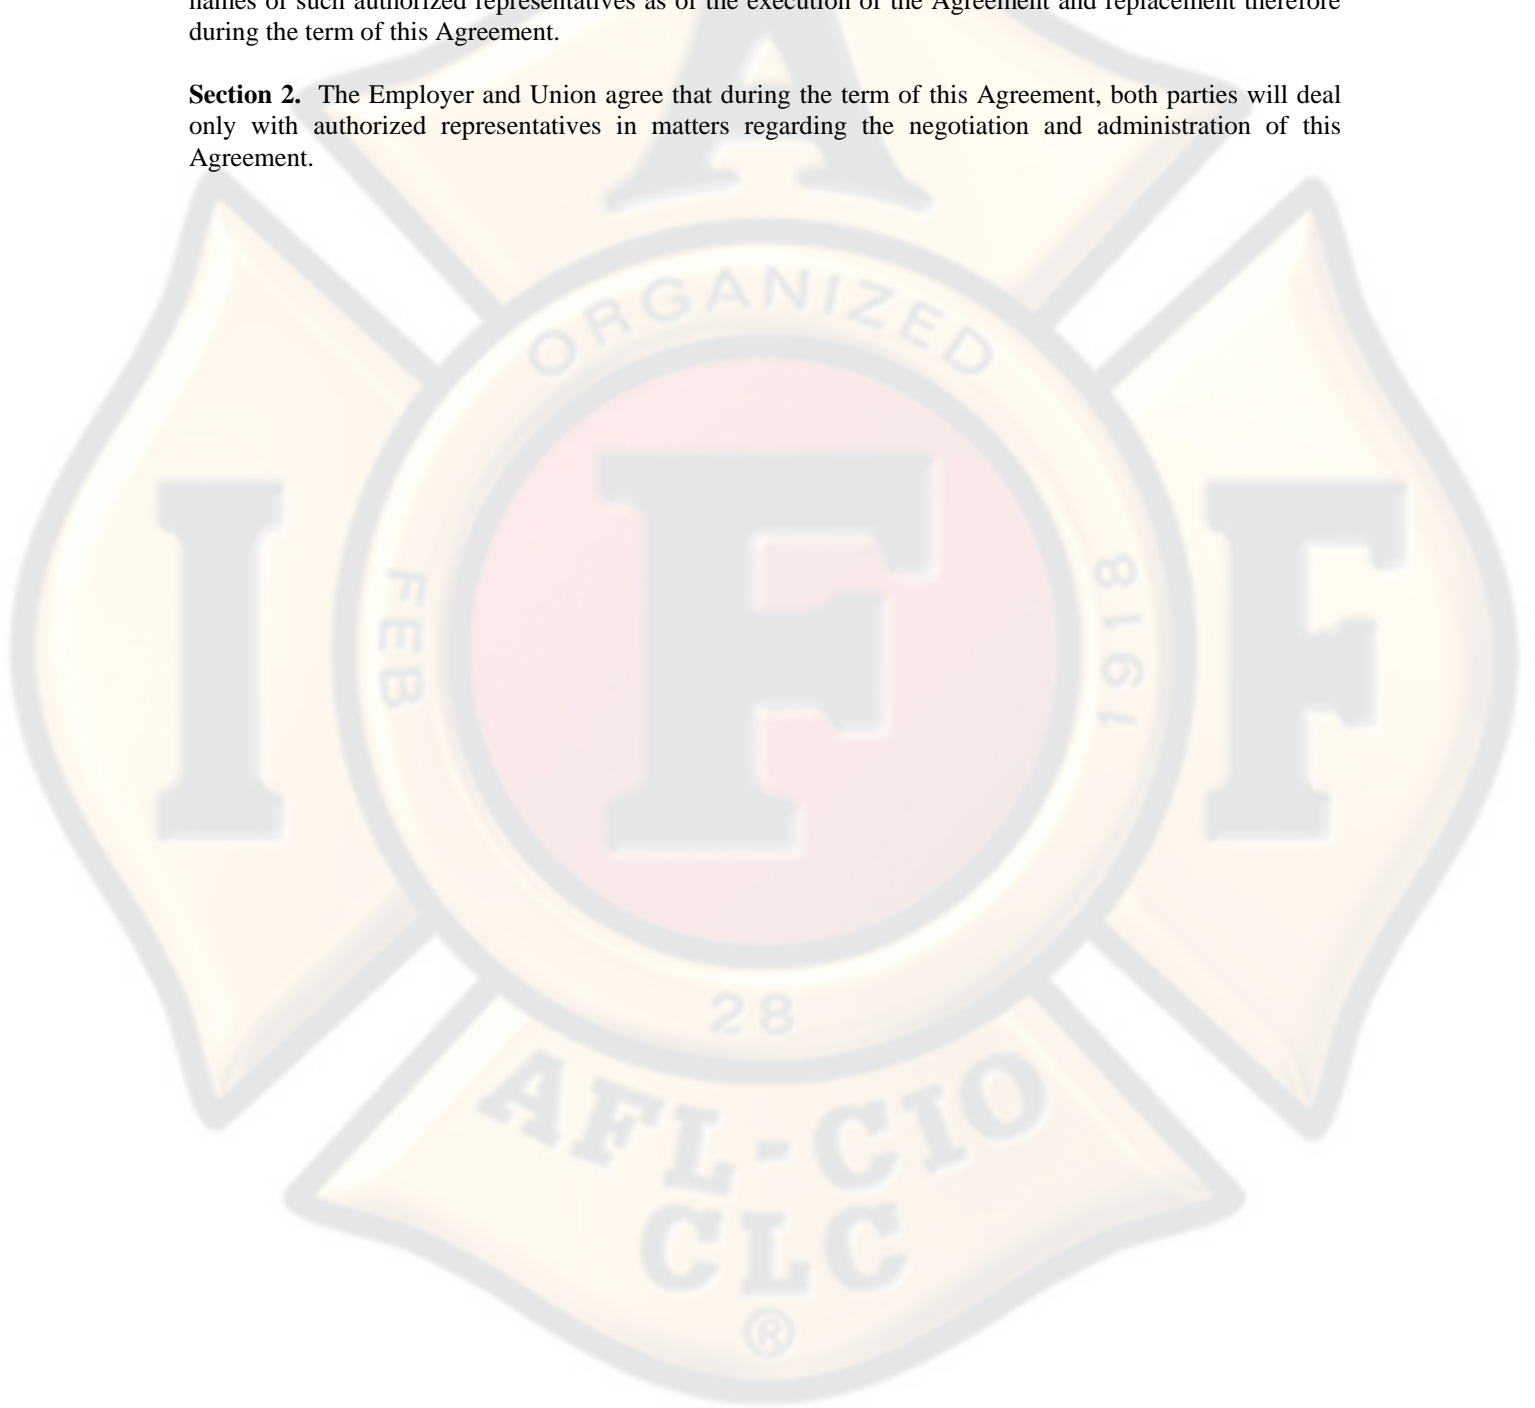 names of such authorized representatives as of the execution of the Agreement and replacement therefore
during the term of this Agreement.
Section 2. The Employer and Union agree that during the term of this Agreement, both parties will deal
only with authorized representatives in matters regarding the negotiation and administration of this
Agreement.
A
ORGANIZED
I
F
F
FEB
1918
28
AFL-CIO
CLC
®